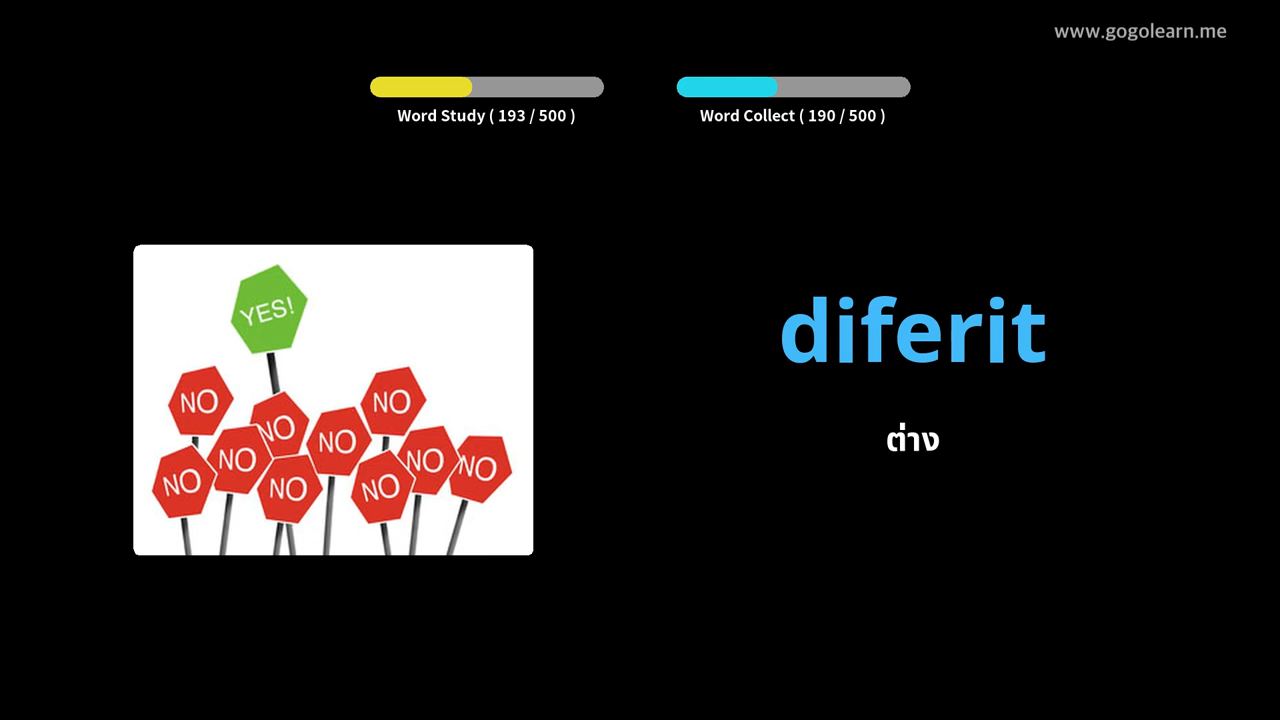 www.gogolearn.me
Word Study ( 193 / 500 )
Word Collect ( 190 / 500 )
YES!
NO
NO
NO
NO
NO
NO
NO
NO
NO
NO
diferit
ต่าง